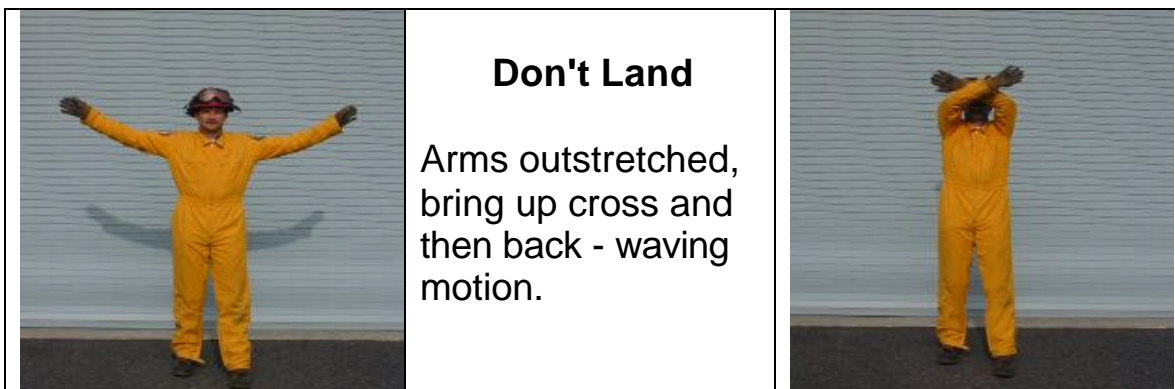 Don't Land
Arms outstretched,
bring up cross and
then back - waving
motion.